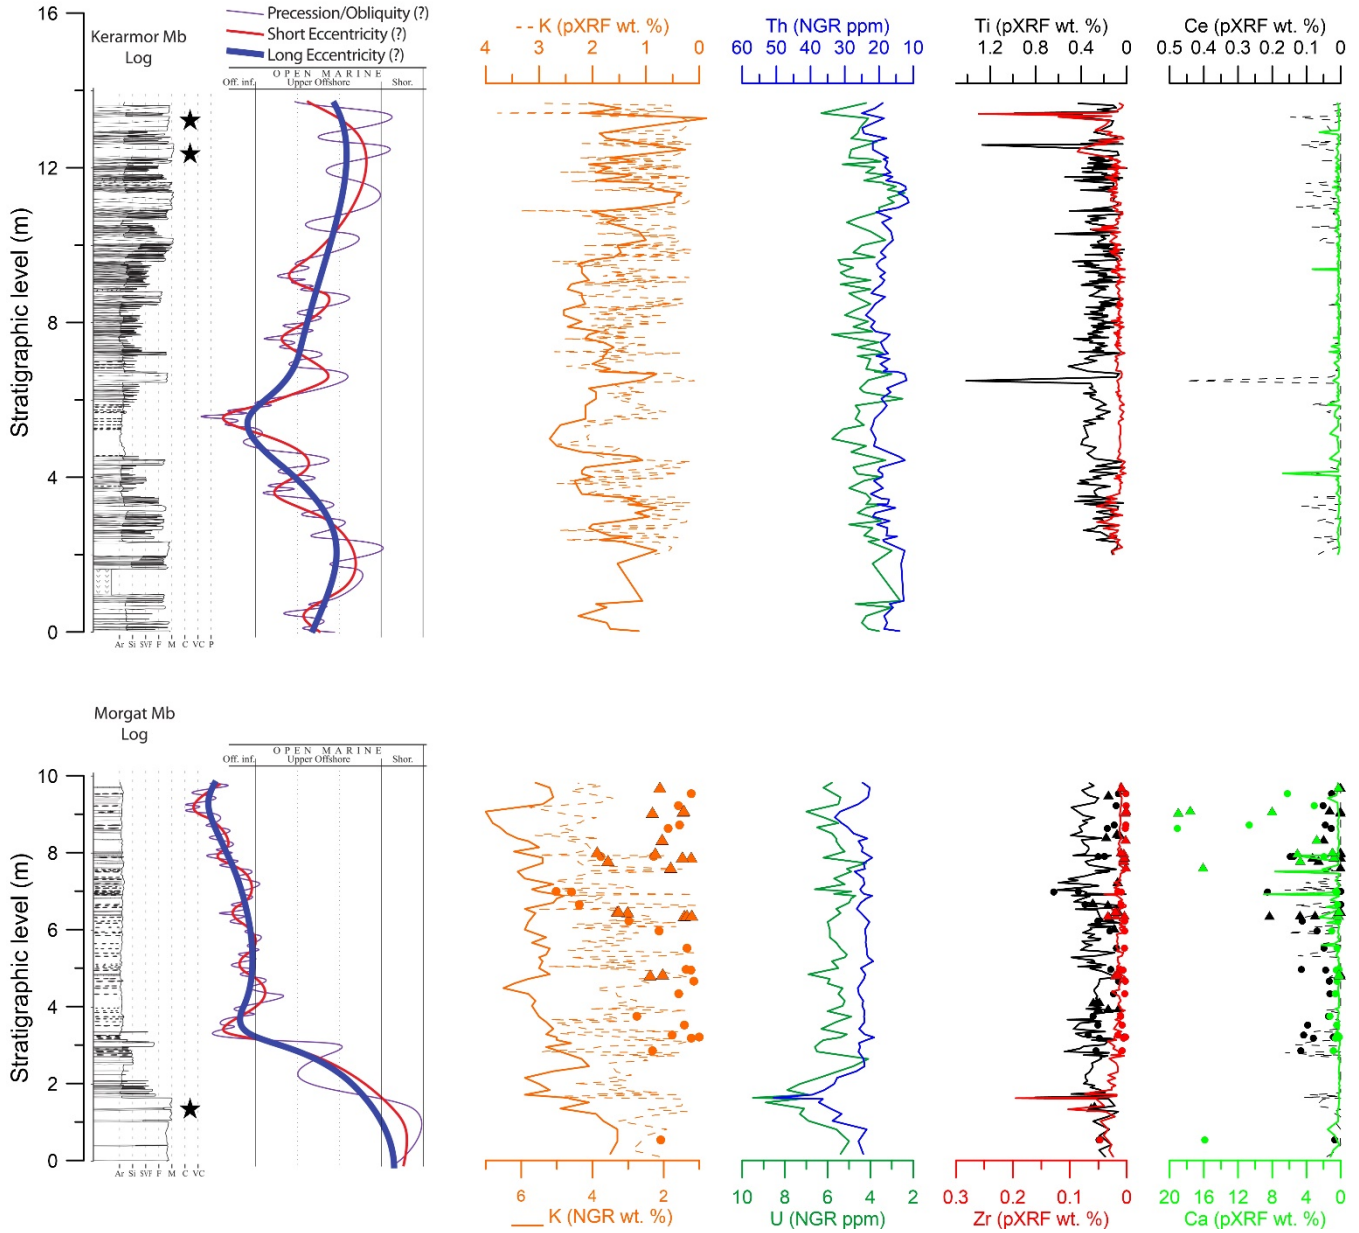 Precession/Obliquity (?)
Short Eccentricity (?)
Long Eccentricity (?)
Kerarmor Mb
Log
OPEN MARINE
Off. inf. Upper Offshore Shor.
K (pXRF wt. %)
4 3 2 1 0
Th (NGR ppm)
60 50 40 30 20 10
Ti (pXRF wt. %)
1.2 0.8 0.4 0
Ce (pXRF wt. %)
0.5 0.2 0.2 0.1 0
16
12
8
4
0
Stratigraphic level (m)
Ar Si SVF F M C VC P
Morgat Mb
Log
OPEN MARINE
Off. inf. Upper Offshore Shor.
10
8
6
4
2
0
Stratigraphic level (m)
Ar Si SVF F M C VC
6 4 2 0
K (NGR wt. %)
10 8 6 4 2
U (NGR ppm)
0.3 0.2 0.1 0
Zr (pXRF wt. %)
20 16 12 8 4 0
Ca (pXRF wt. %)